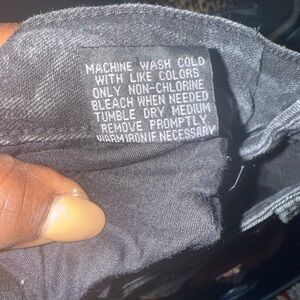 MACHINE WASH COLD
WITH LIKE COLORS
ONLY NON-CHLORINE
BLEACH WHEN NEEDED
TUMBLE DRY MEDIUM
REMOVE PROMPTLY
WARM IRON IF NECESSARY